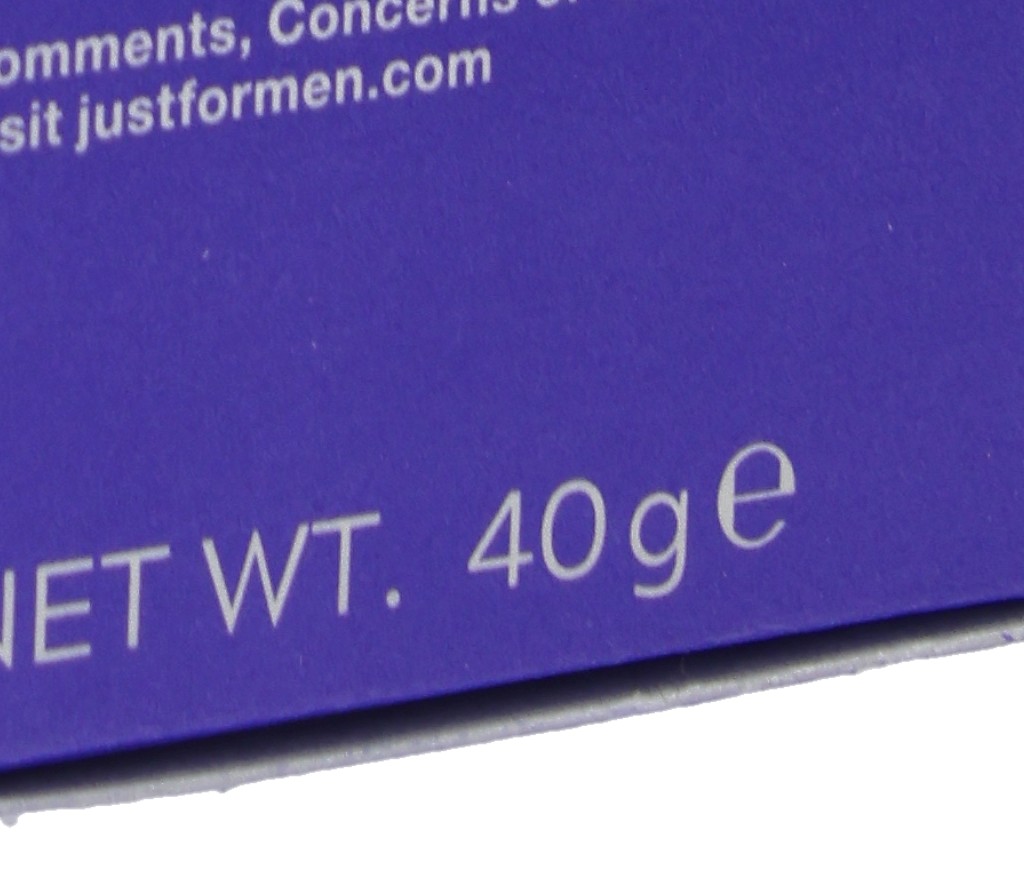 omments, Concerns
sit justformen.com
NET WT. 40g e